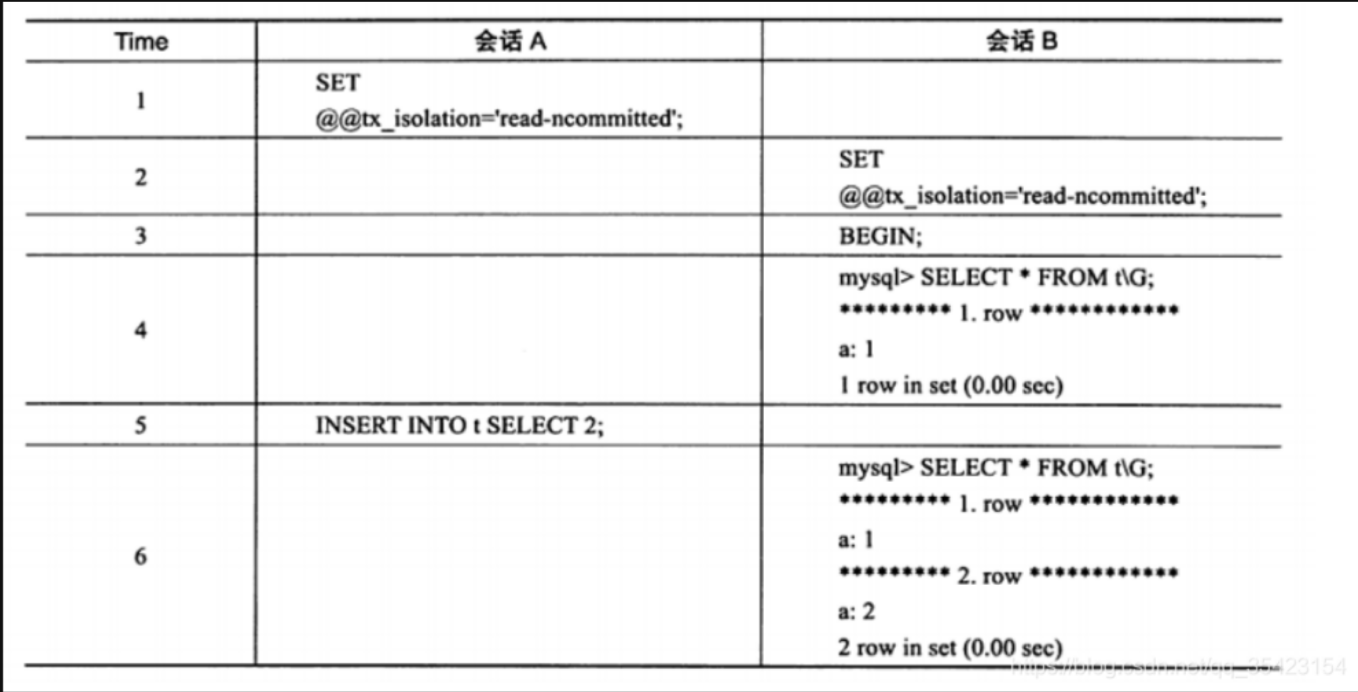 Time 会话 A 会话 B
1 SET
@@tx_isolation='read-ncommitted';
2 SET
@@tx_isolation='read-ncommitted';
3 BEGIN;
mysql> SELECT * FROM t\G;
********* 1. row ************
4
a: 1
1 row in set (0.00 sec)
5 INSERT INTO t SELECT 2;
mysql> SELECT * FROM t\G;
********* 1. row ************
a: 1
6
********* 2. row ************
a: 2
2 row in set (0.00 sec)
https://blog.csdn.net/qq_35423154